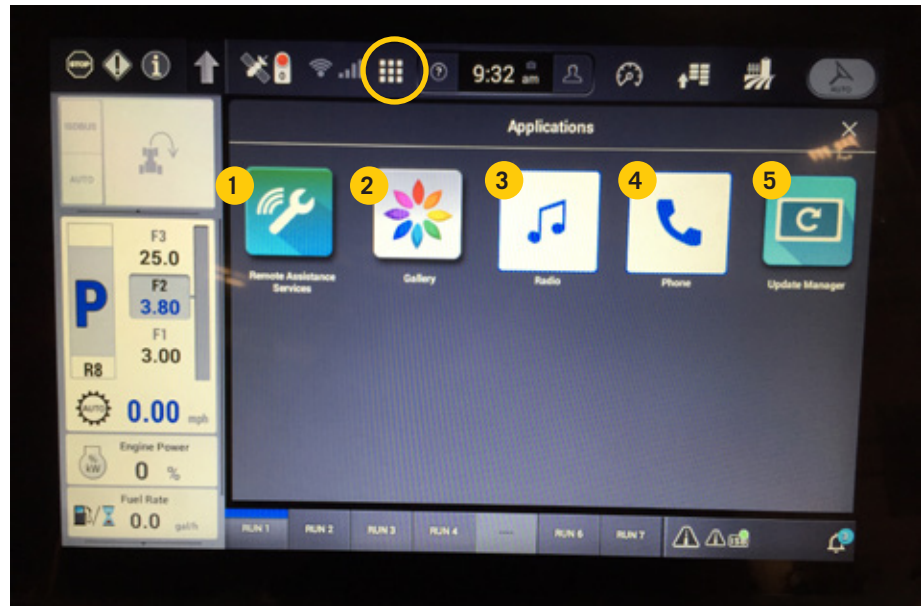 STOP
9:32 am
AUTO
Applications
ISOBUS
AUTO
1
2
3
4
5
Remote Assistance Services
Gallery
Radio
Phone
Update Manager
F3
25.0
P
F2
3.80
F1
3.00
R8
AUTO
0.00 mph
Engine Power
%
kW
0 %
Fuel Rate
0.0 gal/h
RUN 1
RUN 2
RUN 3
RUN 4
----
RUN 6
RUN 7